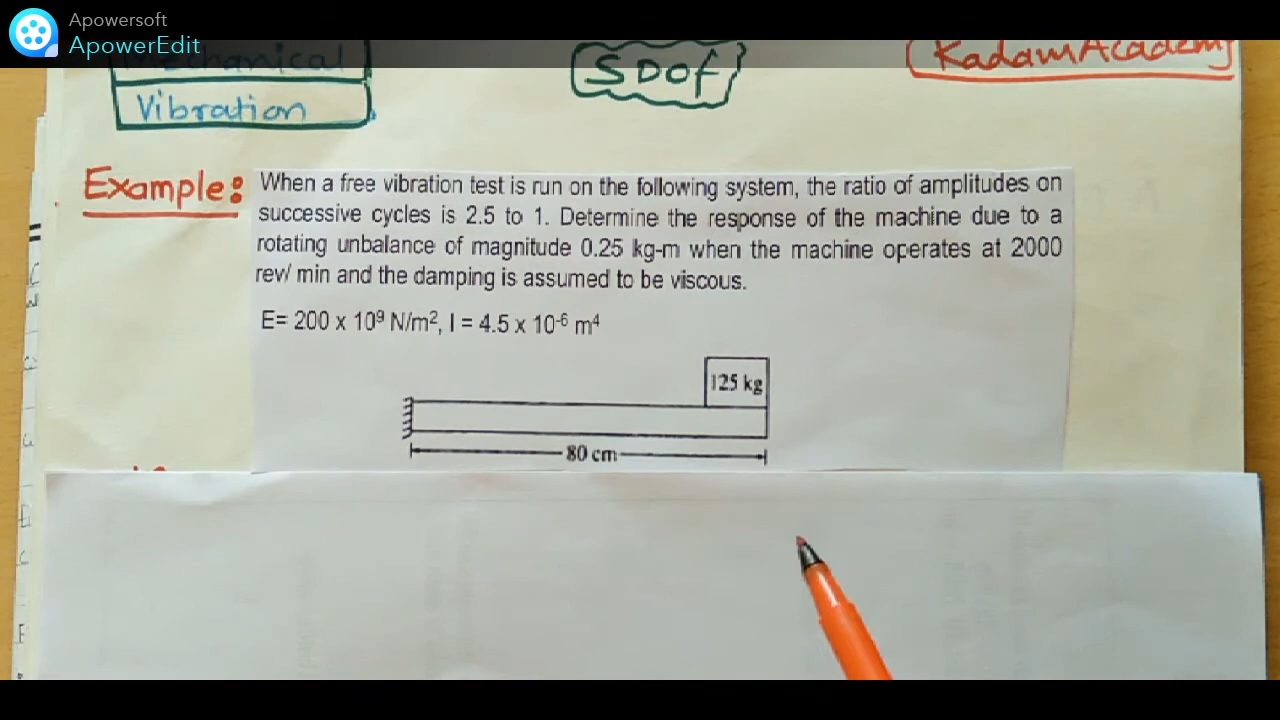 Apowersoft
ApowerEdit
Mechanical
Vibration
SDof
Kadam Academy
Example:
When a free vibration test is run on the following system, the ratio of amplitudes on
successive cycles is 2.5 to 1. Determine the response of the machine due to a
rotating unbalance of magnitude 0.25 kg-m when the machine operates at 2000
rev/ min and the damping is assumed to be viscous.
E= 200 x 10⁹ N/m², I = 4.5 x 10⁻⁶ m⁴
125 kg
80 cm